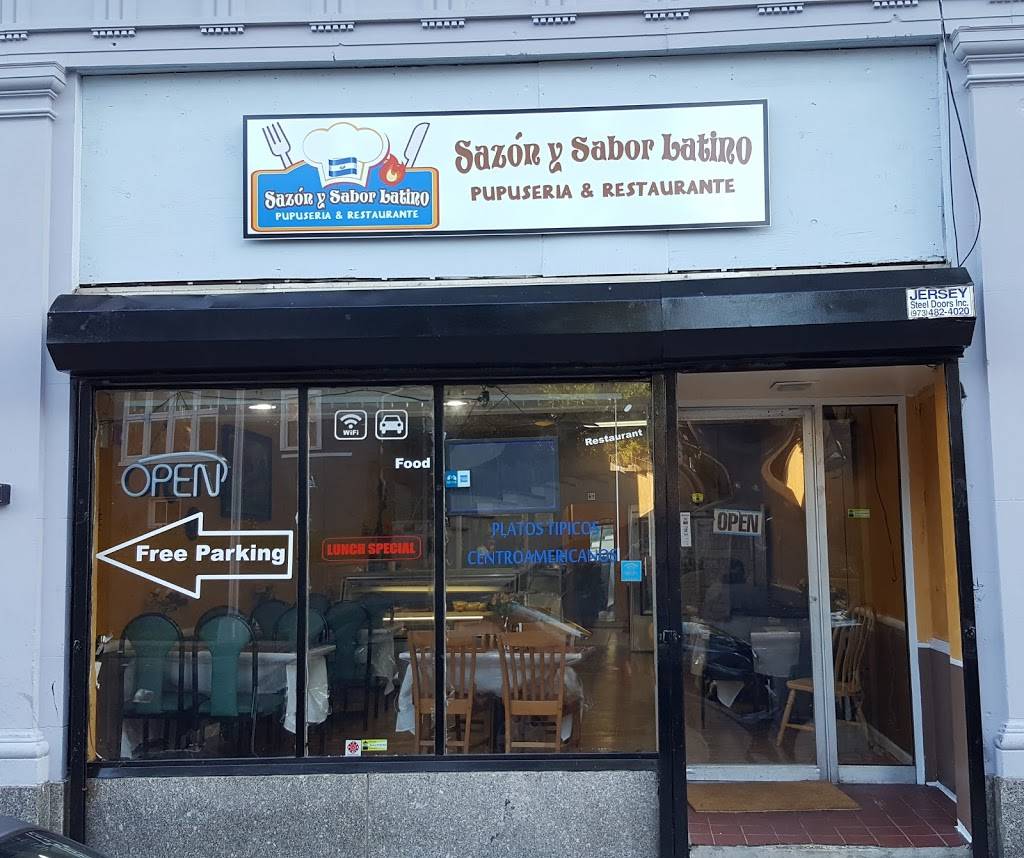 Sazón y Sabor Latino
PUPUSERIA & RESTAURANTE
Sazón y Sabor Latino
PUPUSERIA & RESTAURANTE
JERSEY
Steel Doors Inc.
(973)482-4020
WiFi
Restaurant
Food
OPEN
OPEN
PLATOS TIPICOS
CENTROAMERICANOS
Free Parking
LUNCH SPECIAL